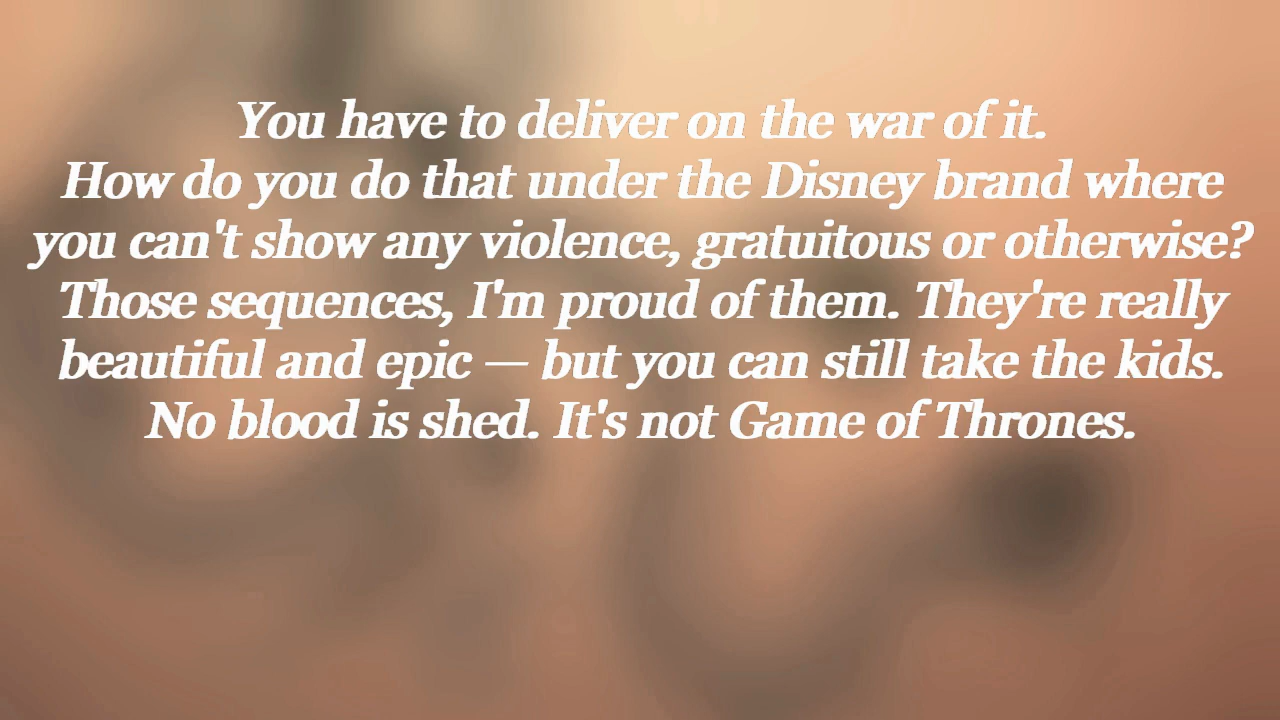 You have to deliver on the war of it.
How do you do that under the Disney brand where
you can't show any violence, gratuitous or otherwise?
Those sequences, I'm proud of them. They're really
beautiful and epic — but you can still take the kids.
No blood is shed. It's not Game of Thrones.